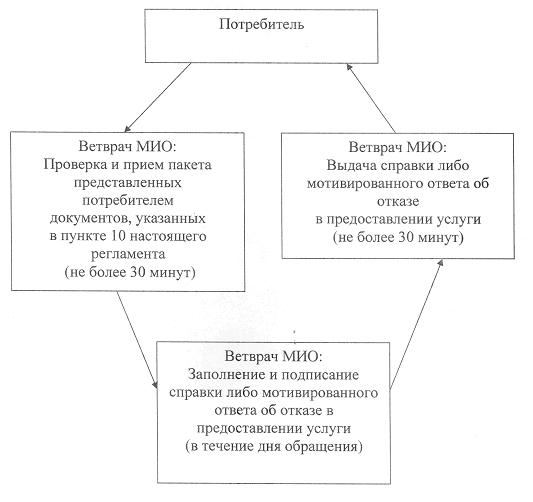 Потребитель
Ветврач МИО:
Проверка и прием пакета
представленных
потребителем
документов, указанных
в пункте 10 настоящего
регламента
(не более 30 минут)
Ветврач МИО:
Выдача справки либо
мотивированного ответа об
отказе
в предоставлении услуги
(не более 30 минут)
Ветврач МИО:
Заполнение и подписание
справки либо мотивированного
ответа об отказе в
предоставлении услуги
(в течение дня обращения)